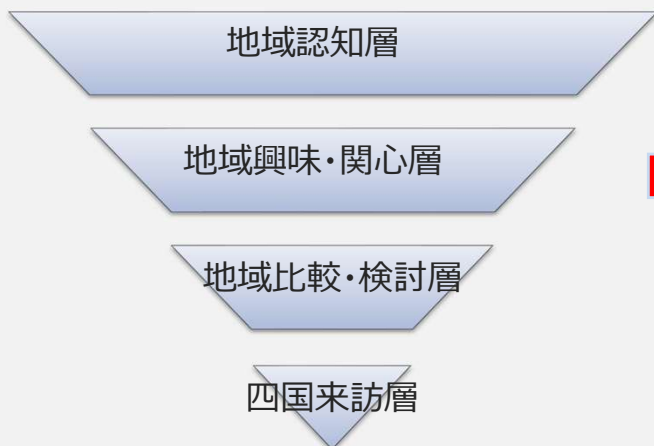 地域認知層
地域興味・関心層
地域比較・検討層
四国来訪層